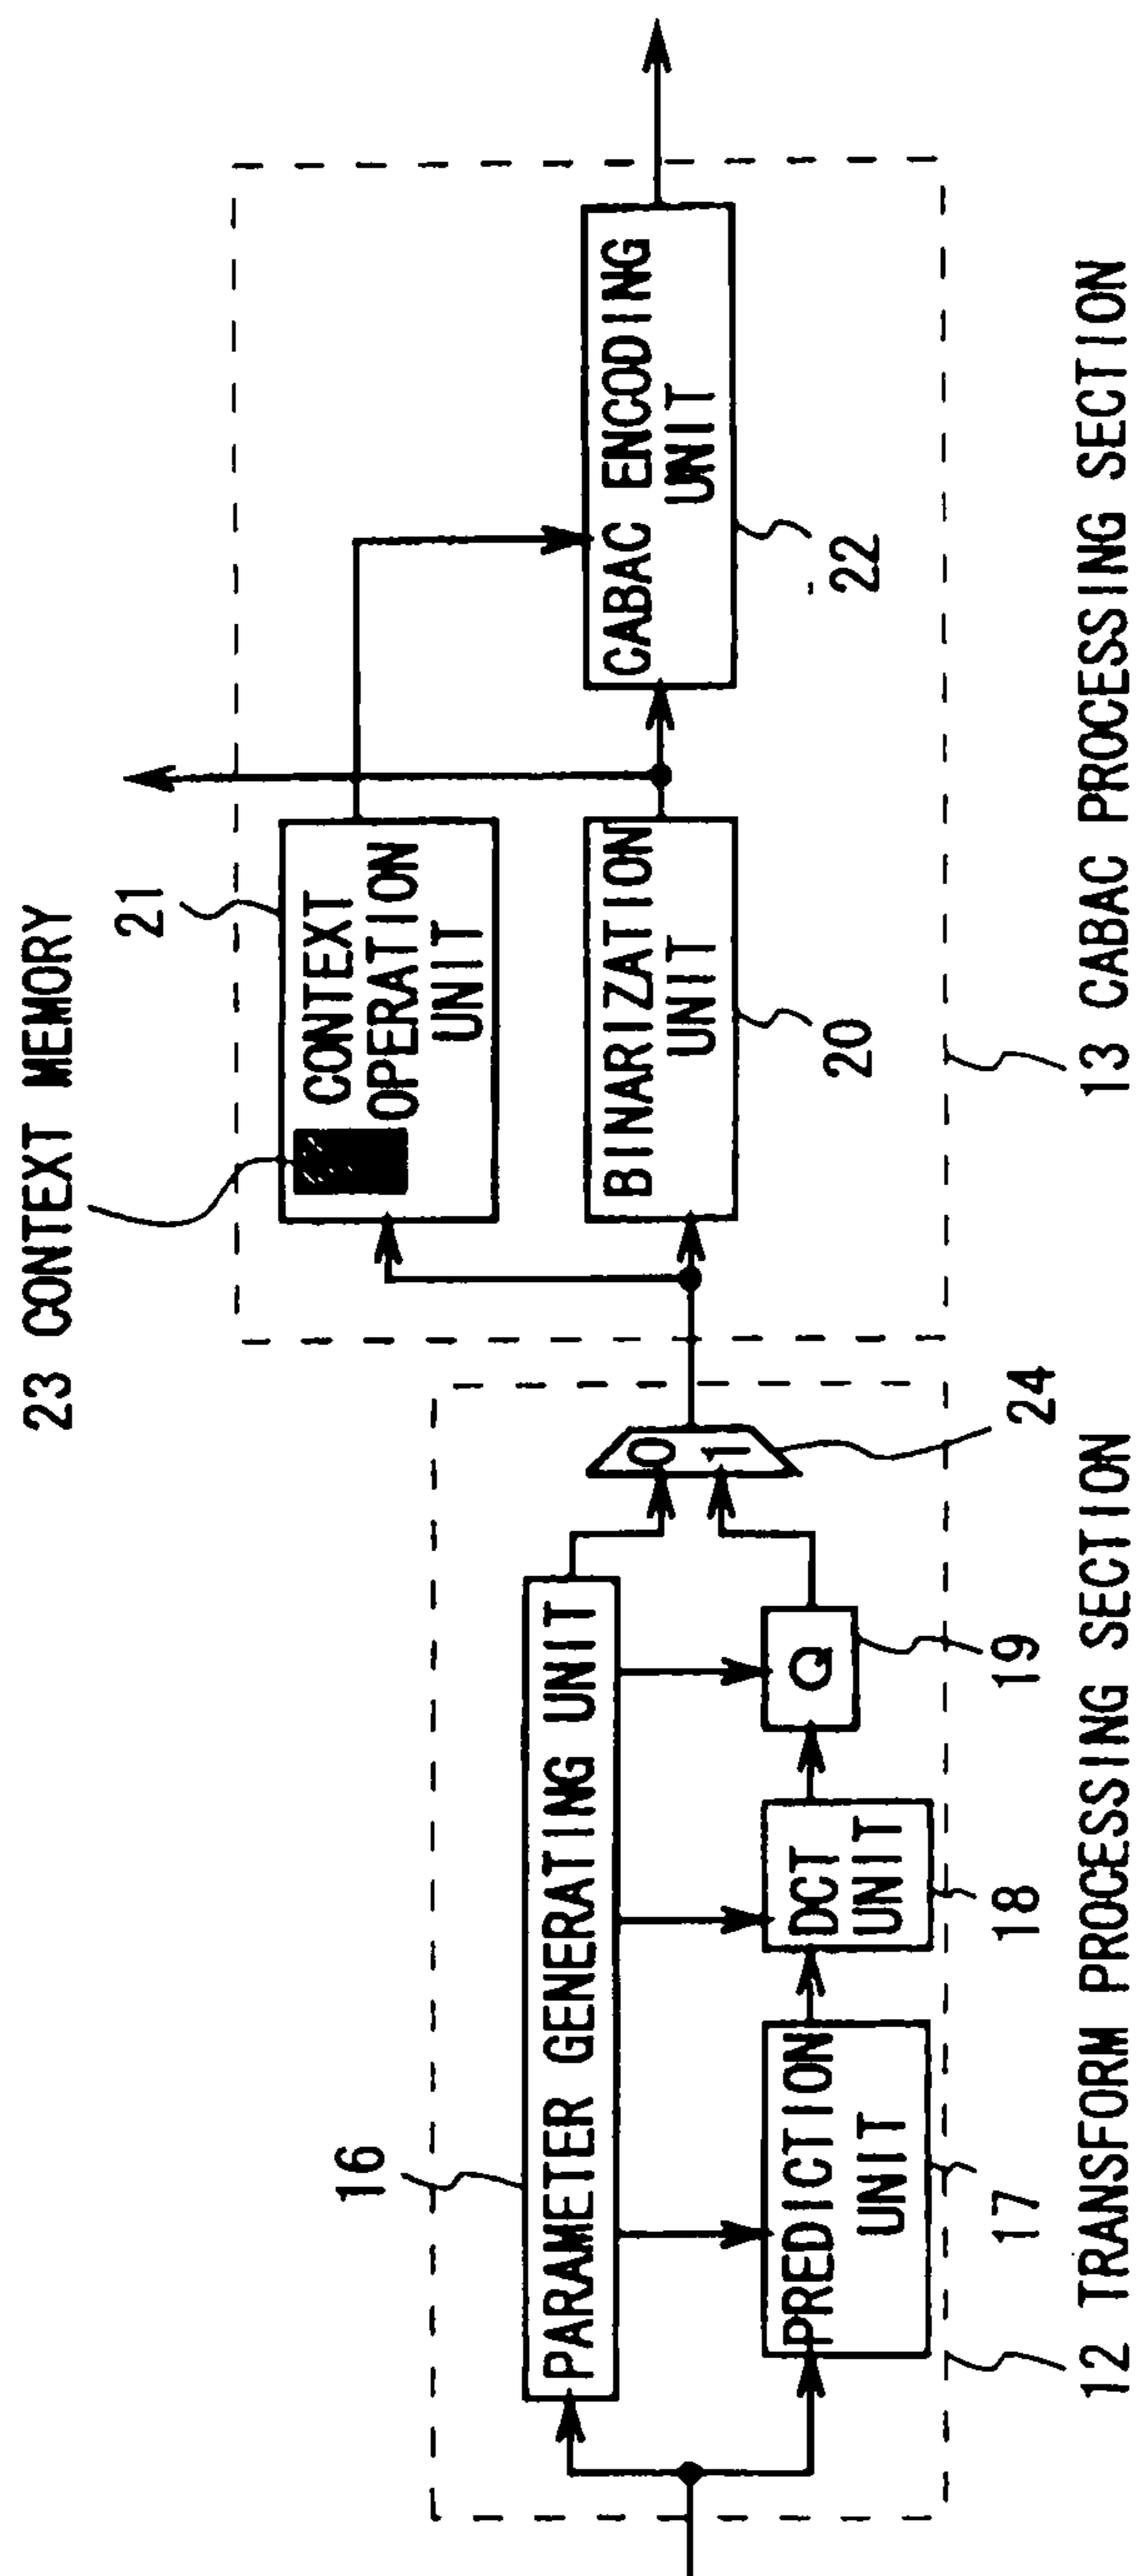 23 CONTEXT MEMORY
21
CONTEXT
OPERATION
UNIT
16
PARAMETER GENERATING UNIT
0
1
BINARIZATION
UNIT
CABAC ENCODING
UNIT
PREDICTION
UNIT
DCT
UNIT
Q
17
18
19
24
20
22
12 TRANSFORM PROCESSING SECTION
13 CABAC PROCESSING SECTION